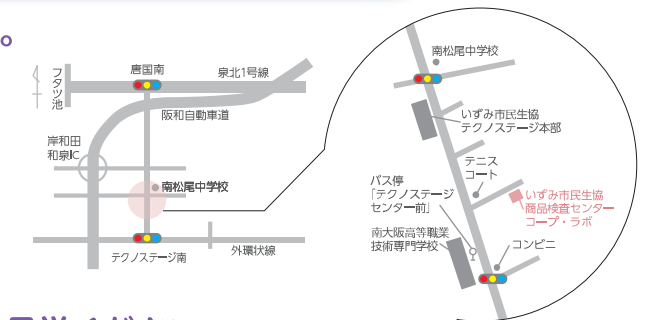 。
フタツ池
唐国南
泉北1号線
阪和自動車道
岸和田
和泉IC
南松尾中学校
テクノステージ南
外環状線
南松尾中学校
いずみ市民生協
テクノステージ本部
テニス
コート
バス停
「テクノステージ
センター前」
いずみ市民生協
商品検査センター
コープ・ラボ
南大阪高等職業
技術専門学校
コンビニ